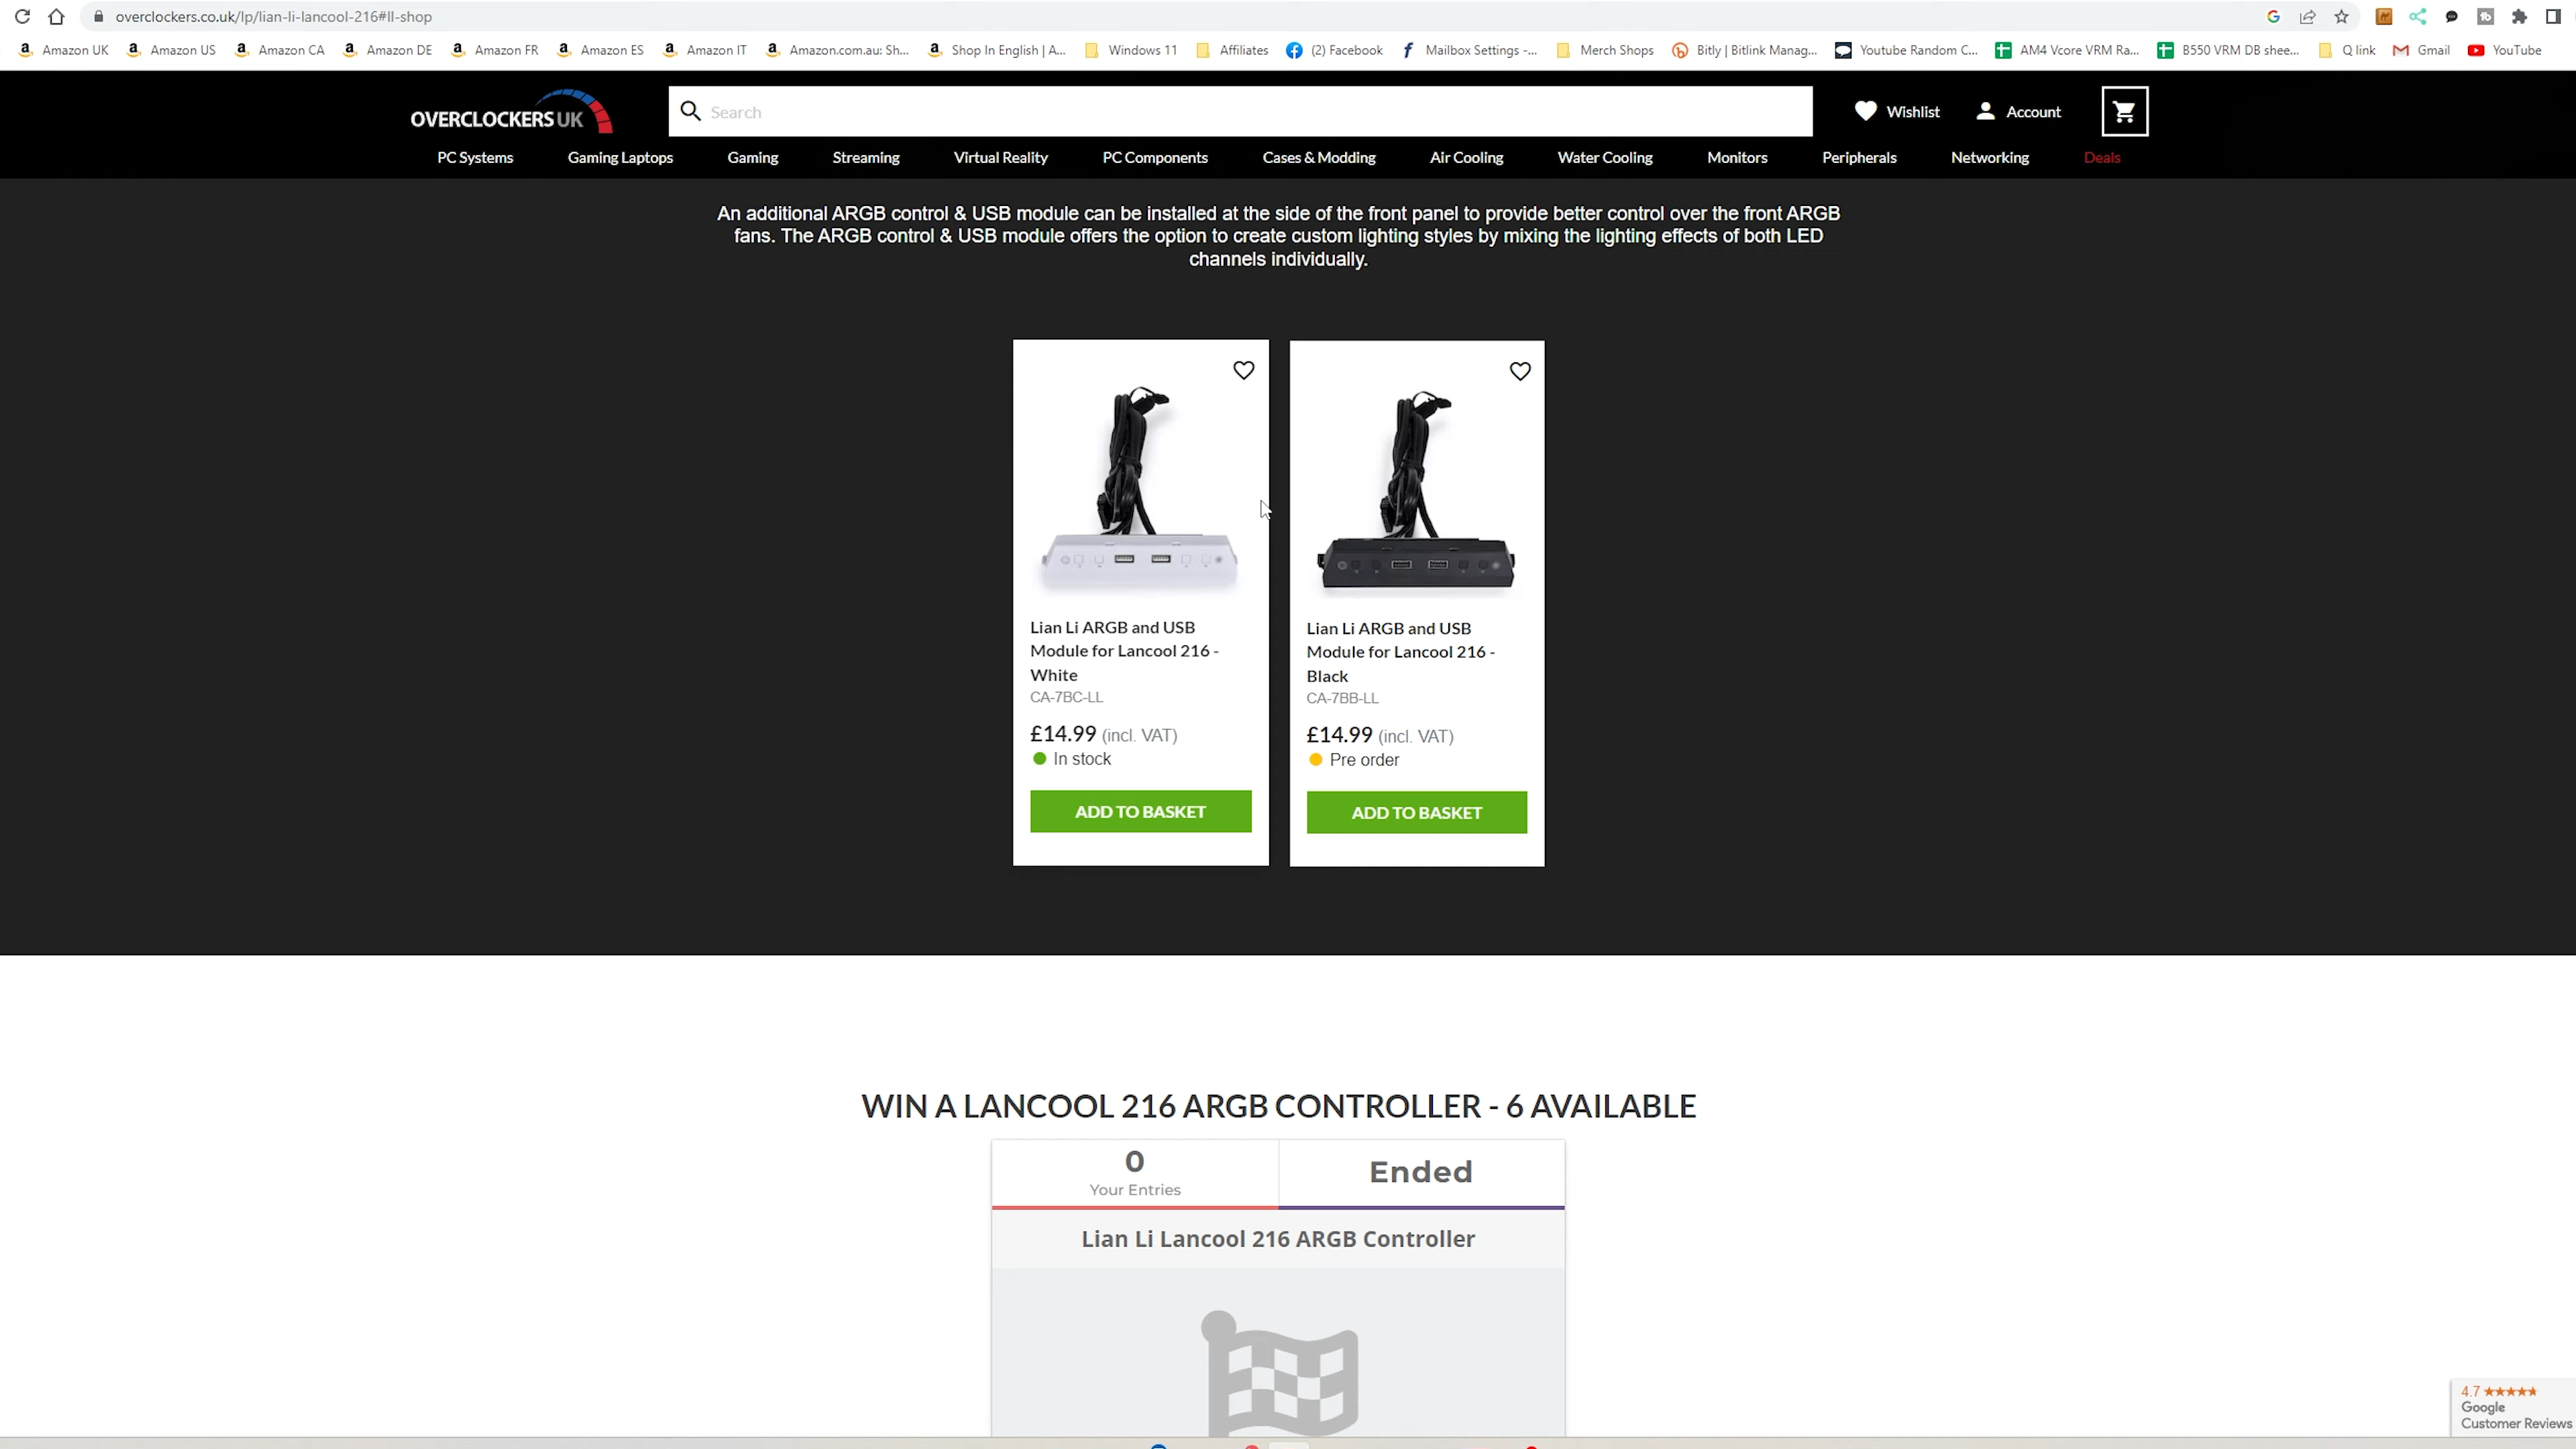 overclockers.co.uk/lp/lian-li-lancool-216#ll-shop
Amazon UK Amazon US Amazon CA Amazon DE Amazon FR Amazon ES Amazon IT Amazon.com.au: Sh... Shop In English | A... Windows 11 Affiliates (2) Facebook Mailbox Settings -... Merch Shops Bitly | Bitlink Manag... Youtube Random C... AM4 Vcore VRM Ra... B550 VRM DB shee... Q link Gmail YouTube
OVERCLOCKERS UK
Search
Wishlist Account
PC Systems Gaming Laptops Gaming Streaming Virtual Reality PC Components Cases & Modding Air Cooling Water Cooling Monitors Peripherals Networking Deals
An additional ARGB control & USB module can be installed at the side of the front panel to provide better control over the front ARGB
fans. The ARGB control & USB module offers the option to create custom lighting styles by mixing the lighting effects of both LED
channels individually.
Lian Li ARGB and USB
Module for Lancool 216 -
White
CA-7BC-LL
£14.99 (incl. VAT)
In stock
ADD TO BASKET
Lian Li ARGB and USB
Module for Lancool 216 -
Black
CA-7BB-LL
£14.99 (incl. VAT)
Pre order
ADD TO BASKET
WIN A LANCOOL 216 ARGB CONTROLLER - 6 AVAILABLE
0
Your Entries
Ended
Lian Li Lancool 216 ARGB Controller
4.7
Google
Customer Reviews